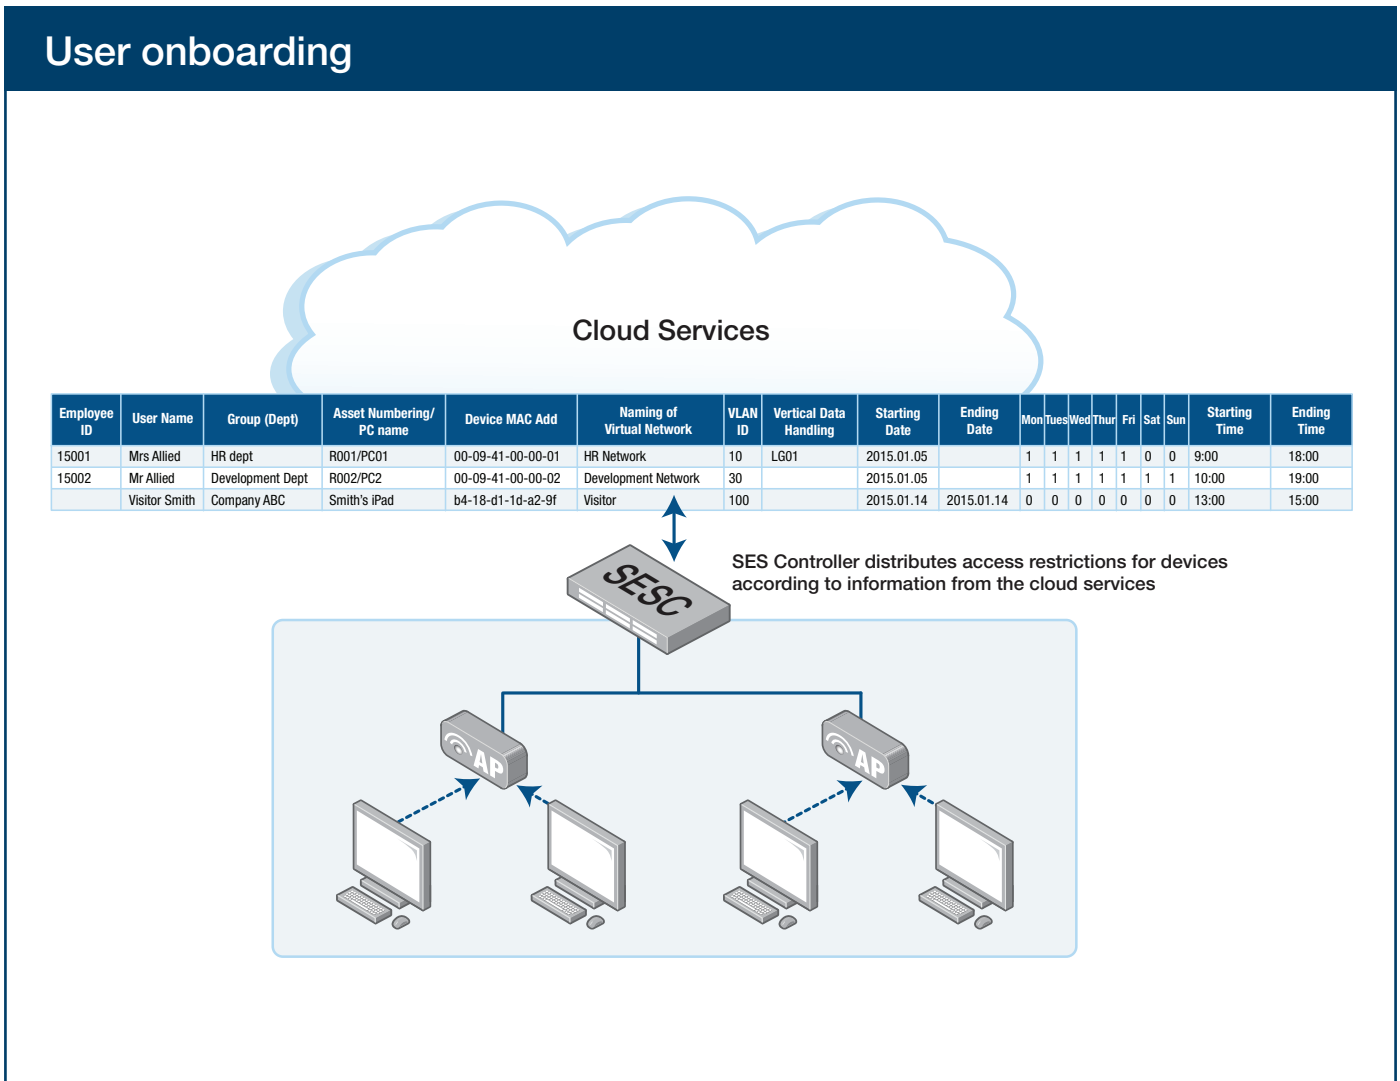 User onboarding
Cloud Services
Employee ID User Name Group (Dept) Asset Numbering/ PC name Device MAC Add Naming of Virtual Network VLAN ID Vertical Data Handling Starting Date Ending Date Mon Tues Wed Thur Fri Sat Sun Starting Time Ending Time
15001 Mrs Allied HR dept R001/PC01 00-09-41-00-00-01 HR Network 10 LG01 2015.01.05 1 1 1 1 1 0 0 9:00 18:00
15002 Mr Allied Development Dept R002/PC2 00-09-41-00-00-02 Development Network 30 2015.01.05 1 1 1 1 1 1 1 10:00 19:00
Visitor Smith Company ABC Smith's iPad b4-18-d1-1d-a2-9f Visitor 100 2015.01.14 2015.01.14 0 0 0 0 0 0 0 13:00 15:00
SES Controller distributes access restrictions for devices
according to information from the cloud services
SESC
AP
AP